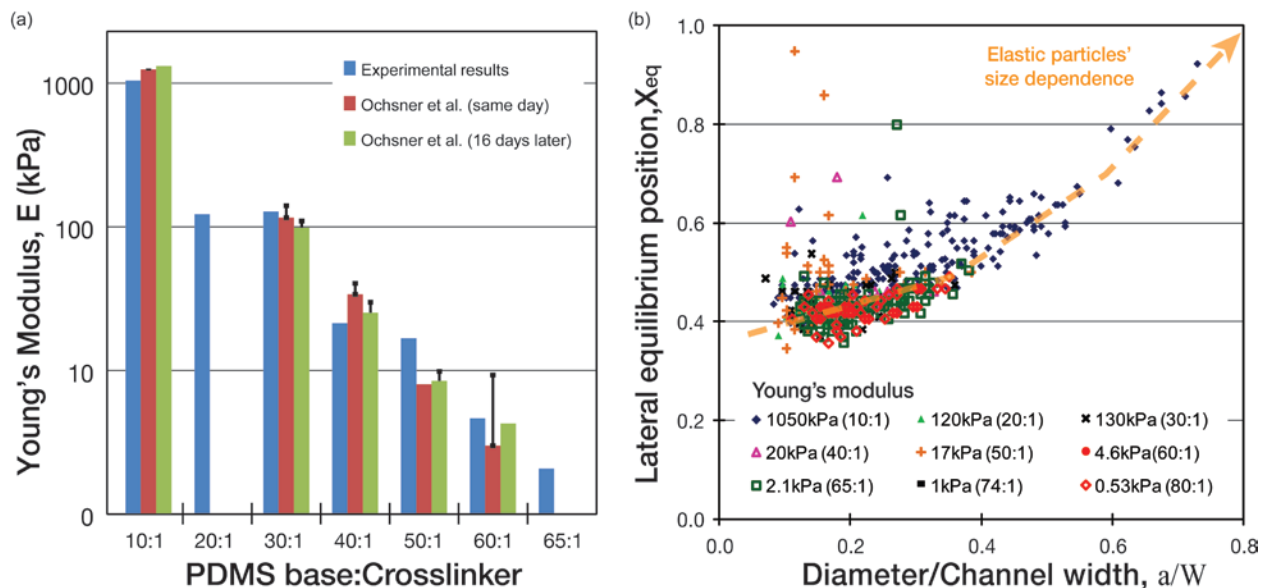 (a)
Young's Modulus, E (kPa)
1000
100
10
0
Experimental results
Ochsner et al. (same day)
Ochsner et al. (16 days later)
10:1 20:1 30:1 40:1 50:1 60:1 65:1
PDMS base:Crosslinker
(b)
Lateral equilibrium position,Xeq
1.0
0.8
0.6
0.4
0.2
0.0
Elastic particles'
size dependence
Young's modulus
1050kPa (10:1) 120kPa (20:1) 130kPa (30:1)
20kPa (40:1) 17kPa (50:1) 4.6kPa(60:1)
2.1kPa (65:1) 1kPa (74:1) 0.53kPa (80:1)
0.0 0.2 0.4 0.6 0.8
Diameter/Channel width, a/W